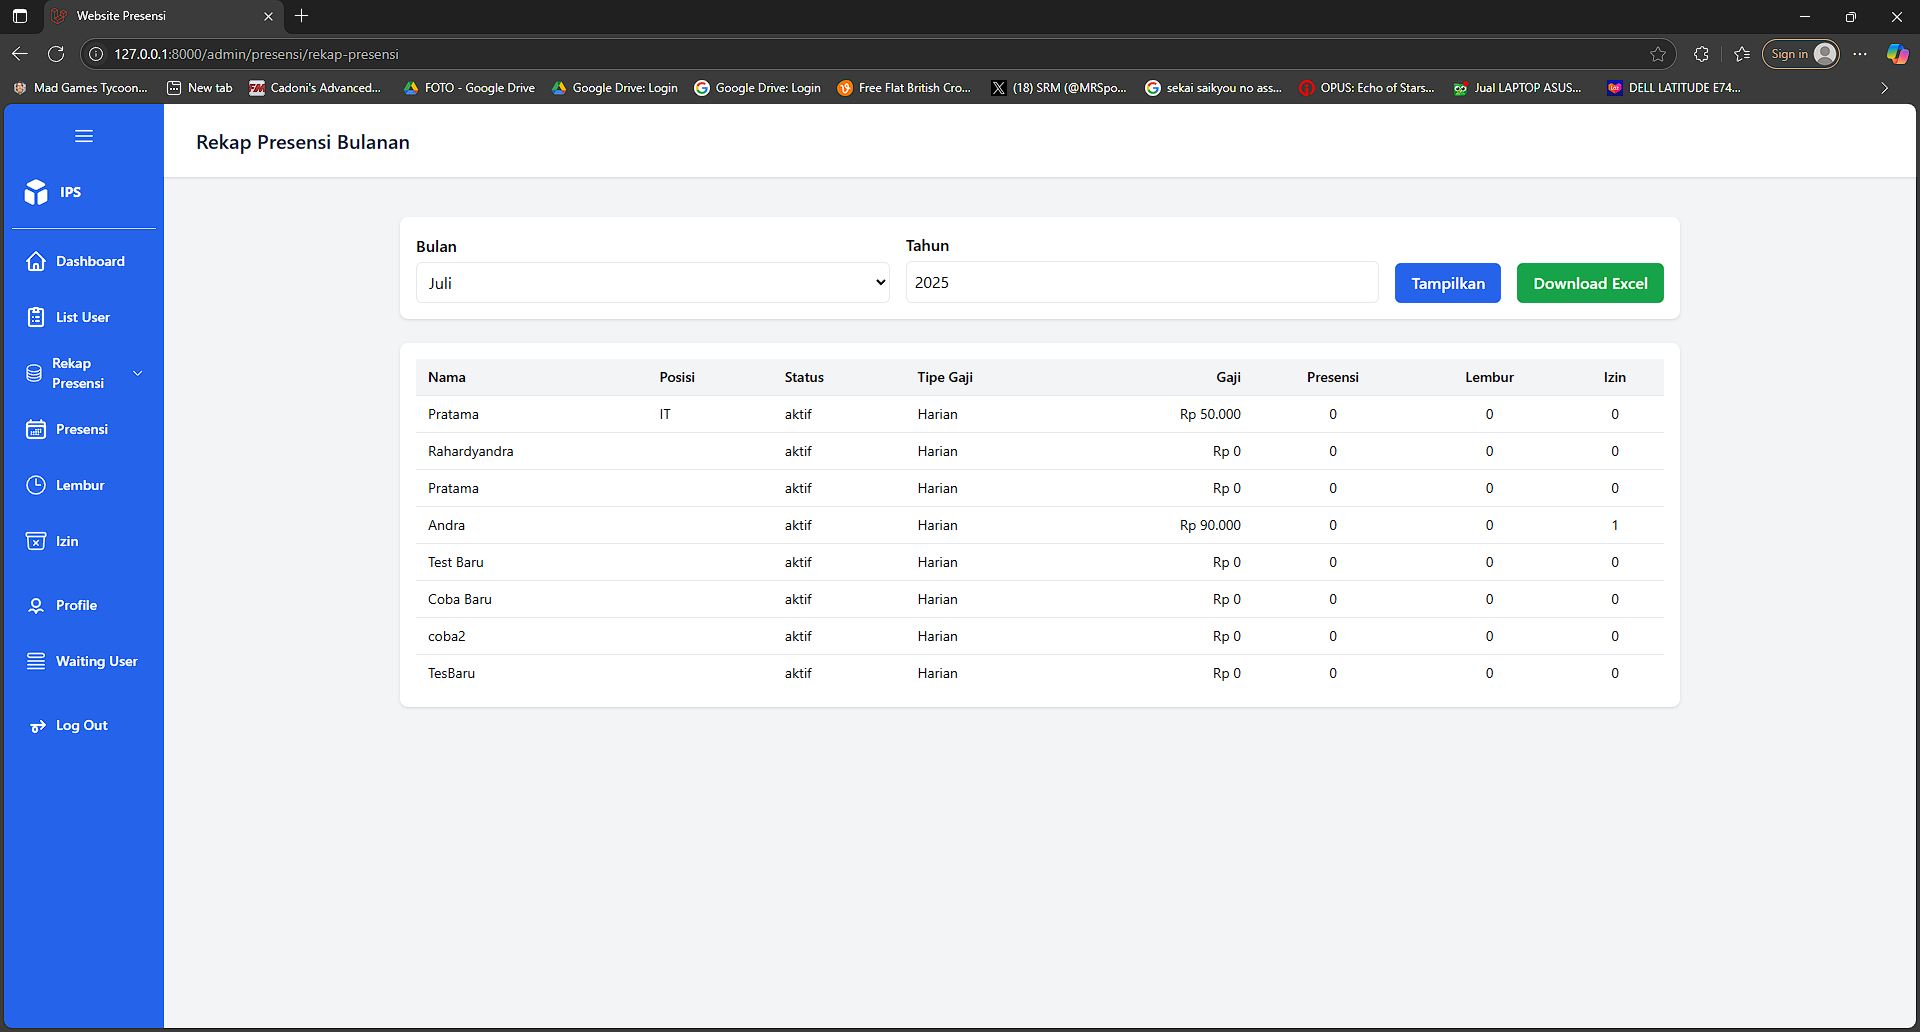 Website Presensi
127.0.0.1:8000/admin/presensi/rekap-presensi
Sign in
Mad Games Tycoon...
New tab
Cadoni's Advanced...
FOTO - Google Drive
Google Drive: Login
Google Drive: Login
Free Flat British Cro...
(18) SRM (@MRSpo...
sekai saikyou no ass...
OPUS: Echo of Stars...
Jual LAPTOP ASUS...
DELL LATITUDE E74...
IPS
Dashboard
List User
Rekap
Presensi
Presensi
Lembur
Izin
Profile
Waiting User
Log Out
Rekap Presensi Bulanan
Bulan
Juli
Tahun
2025
Tampilkan
Download Excel
Nama Posisi Status Tipe Gaji Gaji Presensi Lembur Izin
Pratama IT aktif Harian Rp 50.000 0 0 0
Rahardyandra aktif Harian Rp 0 0 0 0
Pratama aktif Harian Rp 0 0 0 0
Andra aktif Harian Rp 90.000 0 0 1
Test Baru aktif Harian Rp 0 0 0 0
Coba Baru aktif Harian Rp 0 0 0 0
coba2 aktif Harian Rp 0 0 0 0
TesBaru aktif Harian Rp 0 0 0 0